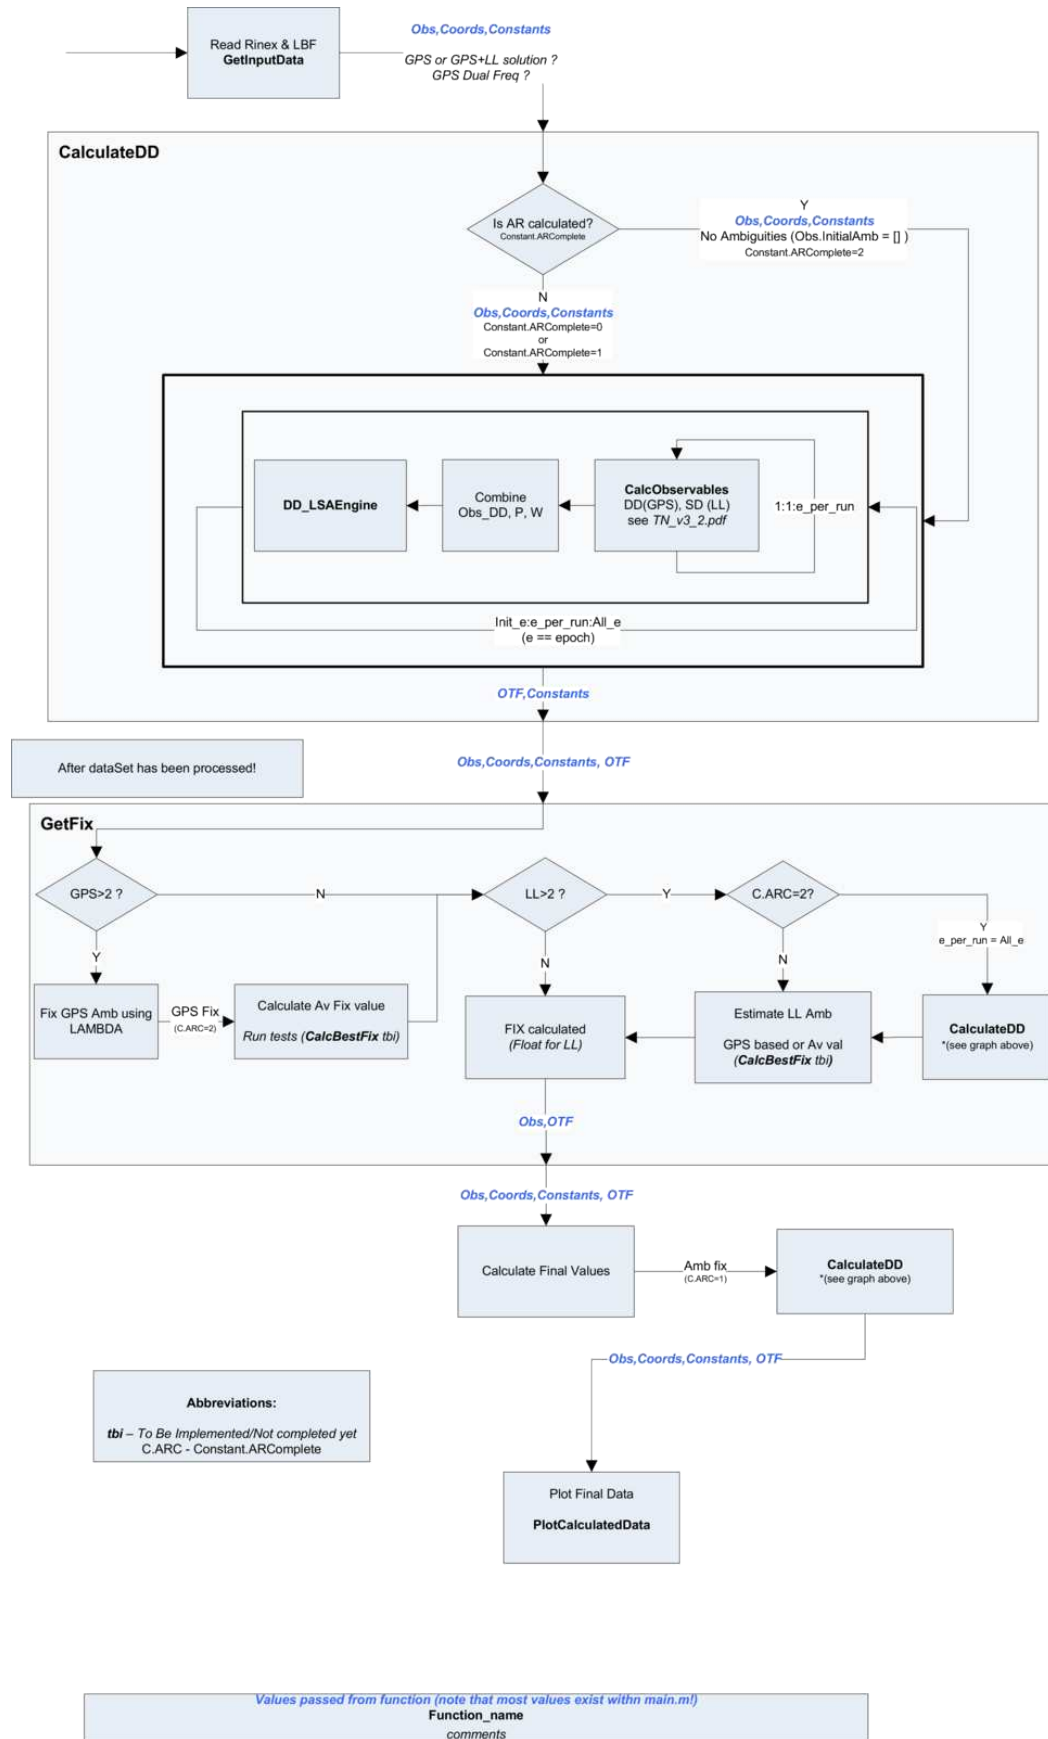 Obs,Coords,Constants
Read Rinex & LBF
GetInputData
GPS or GPS+LL solution ?
GPS Dual Freq ?
CalculateDD
Is AR calculated?
Constant.ARComplete
Y
Obs,Coords,Constants
No Ambiguities (Obs.InitialAmb = [] )
Constant.ARComplete=2
N
Obs,Coords,Constants
Constant.ARComplete=0
or
Constant.ARComplete=1
DD_LSAEngine
Combine
Obs_DD, P, W
CalcObservables
DD(GPS), SD (LL)
see TN_v3_2.pdf
1:1:e_per_run
Init_e:e_per_run:All_e
(e == epoch)
OTF,Constants
After dataSet has been processed!
Obs,Coords,Constants, OTF
GetFix
GPS>2 ?
N
LL>2 ?
Y
C.ARC=2?
Y
e_per_run = All_e
Y
N
N
Fix GPS Amb using
LAMBDA
GPS Fix
(C.ARC=2)
Calculate Av Fix value
Run tests (CalcBestFix tbi)
FIX calculated
(Float for LL)
Estimate LL Amb
GPS based or Av val
(CalcBestFix tbi)
CalculateDD
*(see graph above)
Obs,OTF
Obs,Coords,Constants, OTF
Calculate Final Values
Amb fix
(C.ARC=1)
CalculateDD
*(see graph above)
Obs,Coords,Constants, OTF
Abbreviations:
tbi – To Be Implemented/Not completed yet
C.ARC - Constant.ARComplete
Plot Final Data
PlotCalculatedData
Values passed from function (note that most values exist withn main.m!)
Function_name
comments